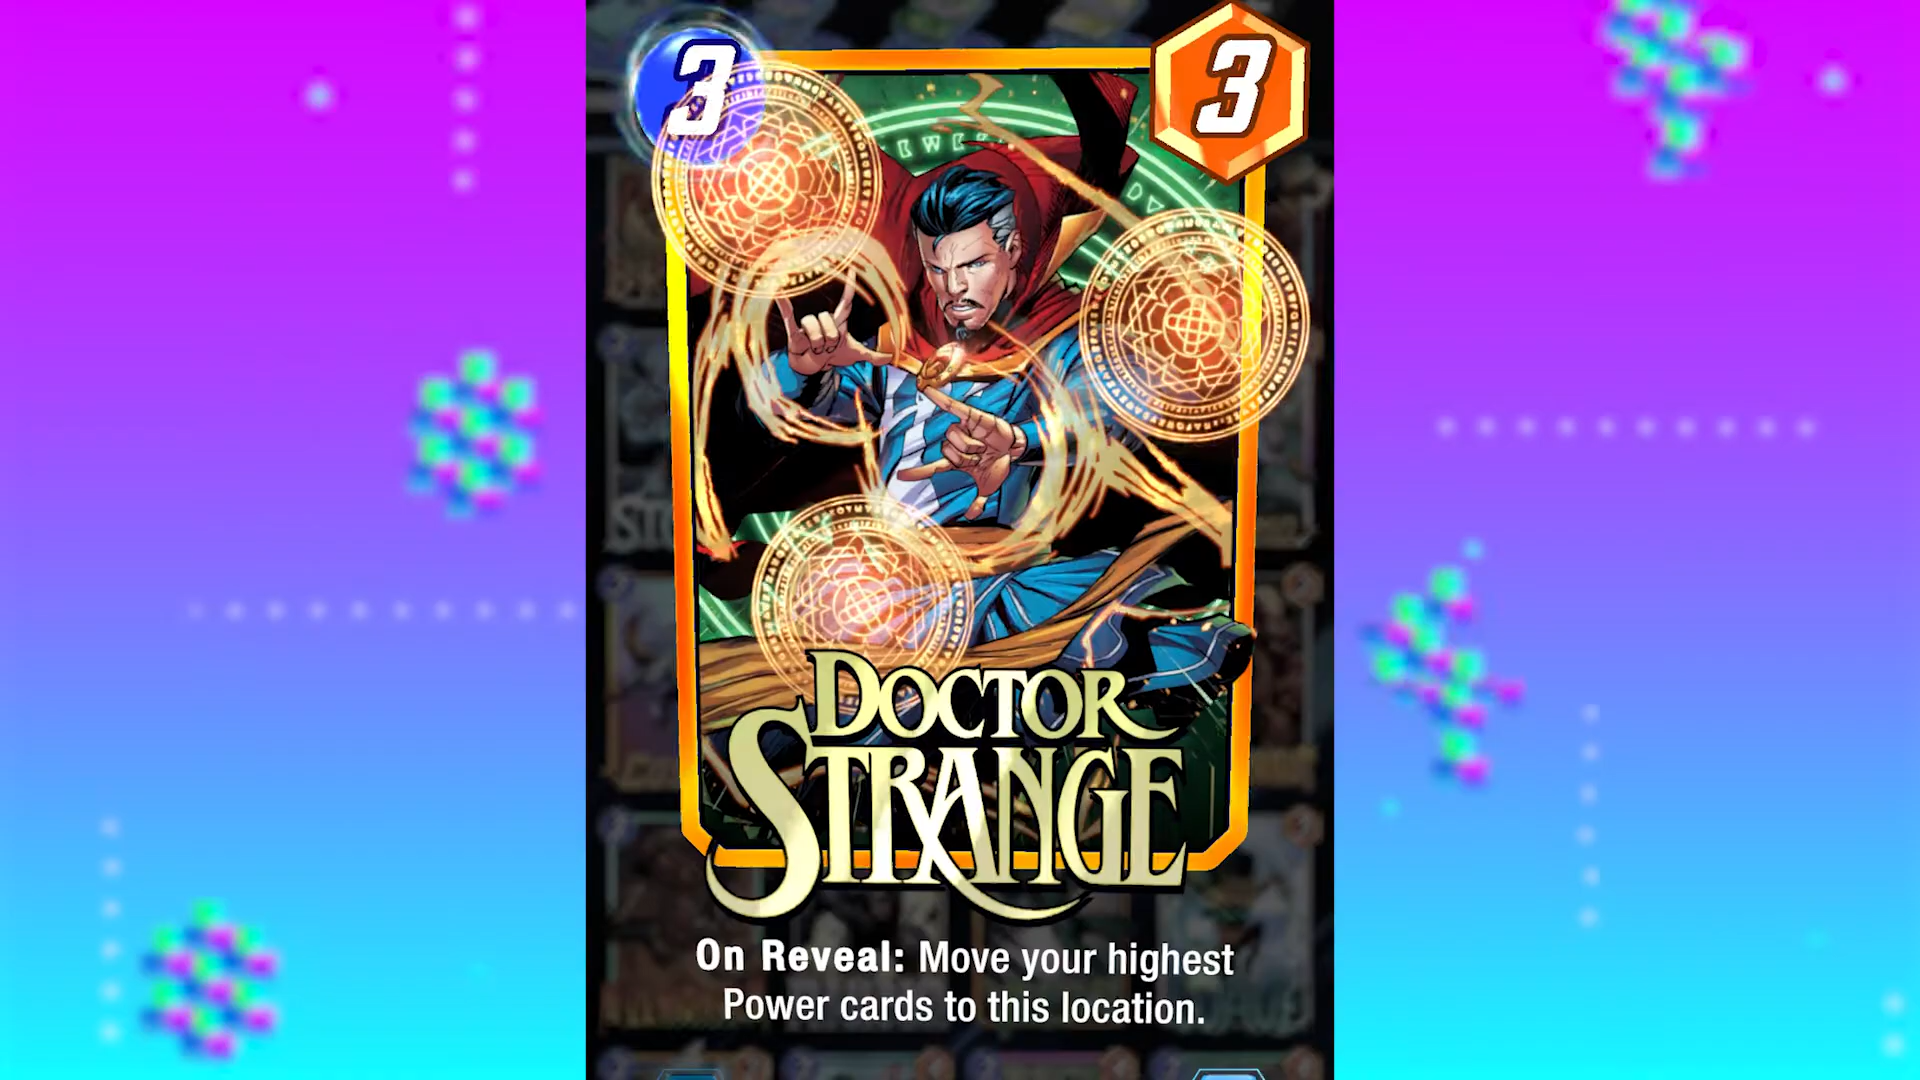 3
3
DOCTOR
STRANGE
On Reveal: Move your highest
Power cards to this location.